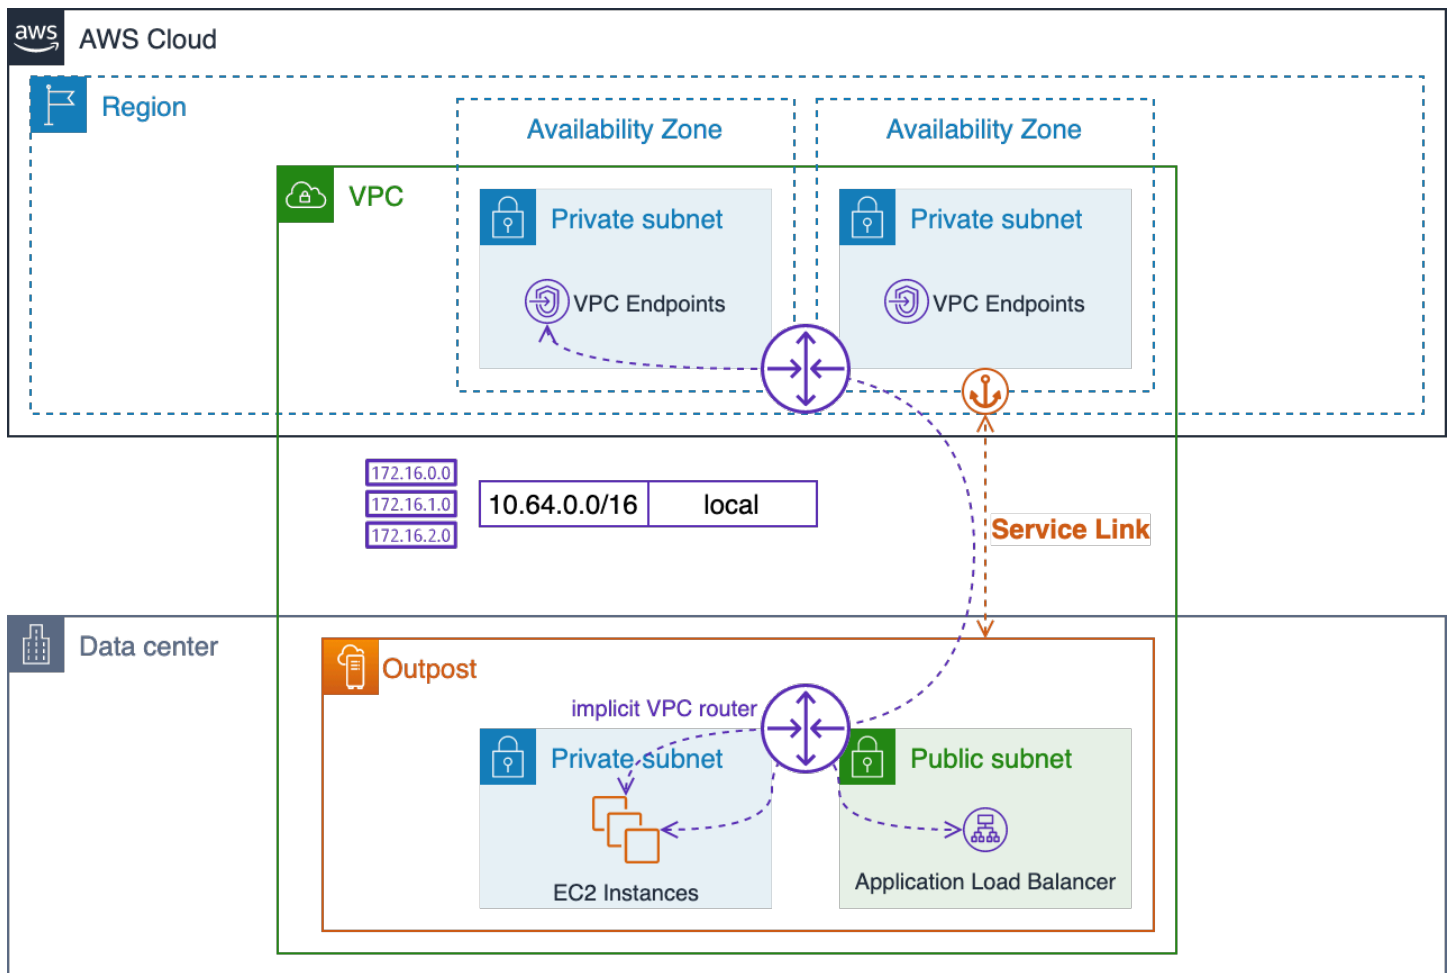 aws
AWS Cloud
Region
Availability Zone
Availability Zone
VPC
Private subnet
Private subnet
VPC Endpoints
VPC Endpoints
172.16.0.0
172.16.1.0
172.16.2.0
10.64.0.0/16
local
Service Link
Data center
Outpost
implicit VPC router
Private subnet
Public subnet
EC2 Instances
Application Load Balancer